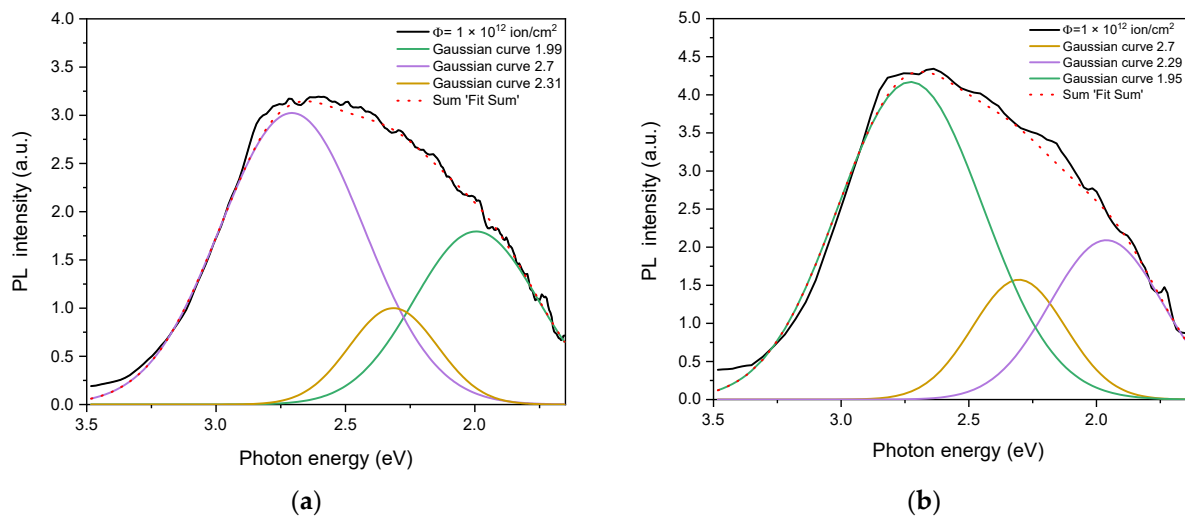 Φ= 1 × 10¹² ion/cm²
Gaussian curve 1.99
Gaussian curve 2.7
Gaussian curve 2.31
Sum 'Fit Sum'
4.0
3.5
3.0
2.5
2.0
1.5
1.0
0.5
0.0
PL intensity (a.u.)
3.5 3.0 2.5 2.0
Photon energy (eV)
(a)
Φ=1 × 10¹² ion/cm²
Gaussian curve 2.7
Gaussian curve 2.29
Gaussian curve 1.95
Sum 'Fit Sum'
5.0
4.5
4.0
3.5
3.0
2.5
2.0
1.5
1.0
0.5
0.0
PL intensity (a.u.)
3.5 3.0 2.5 2.0
Photon energy (eV)
(b)